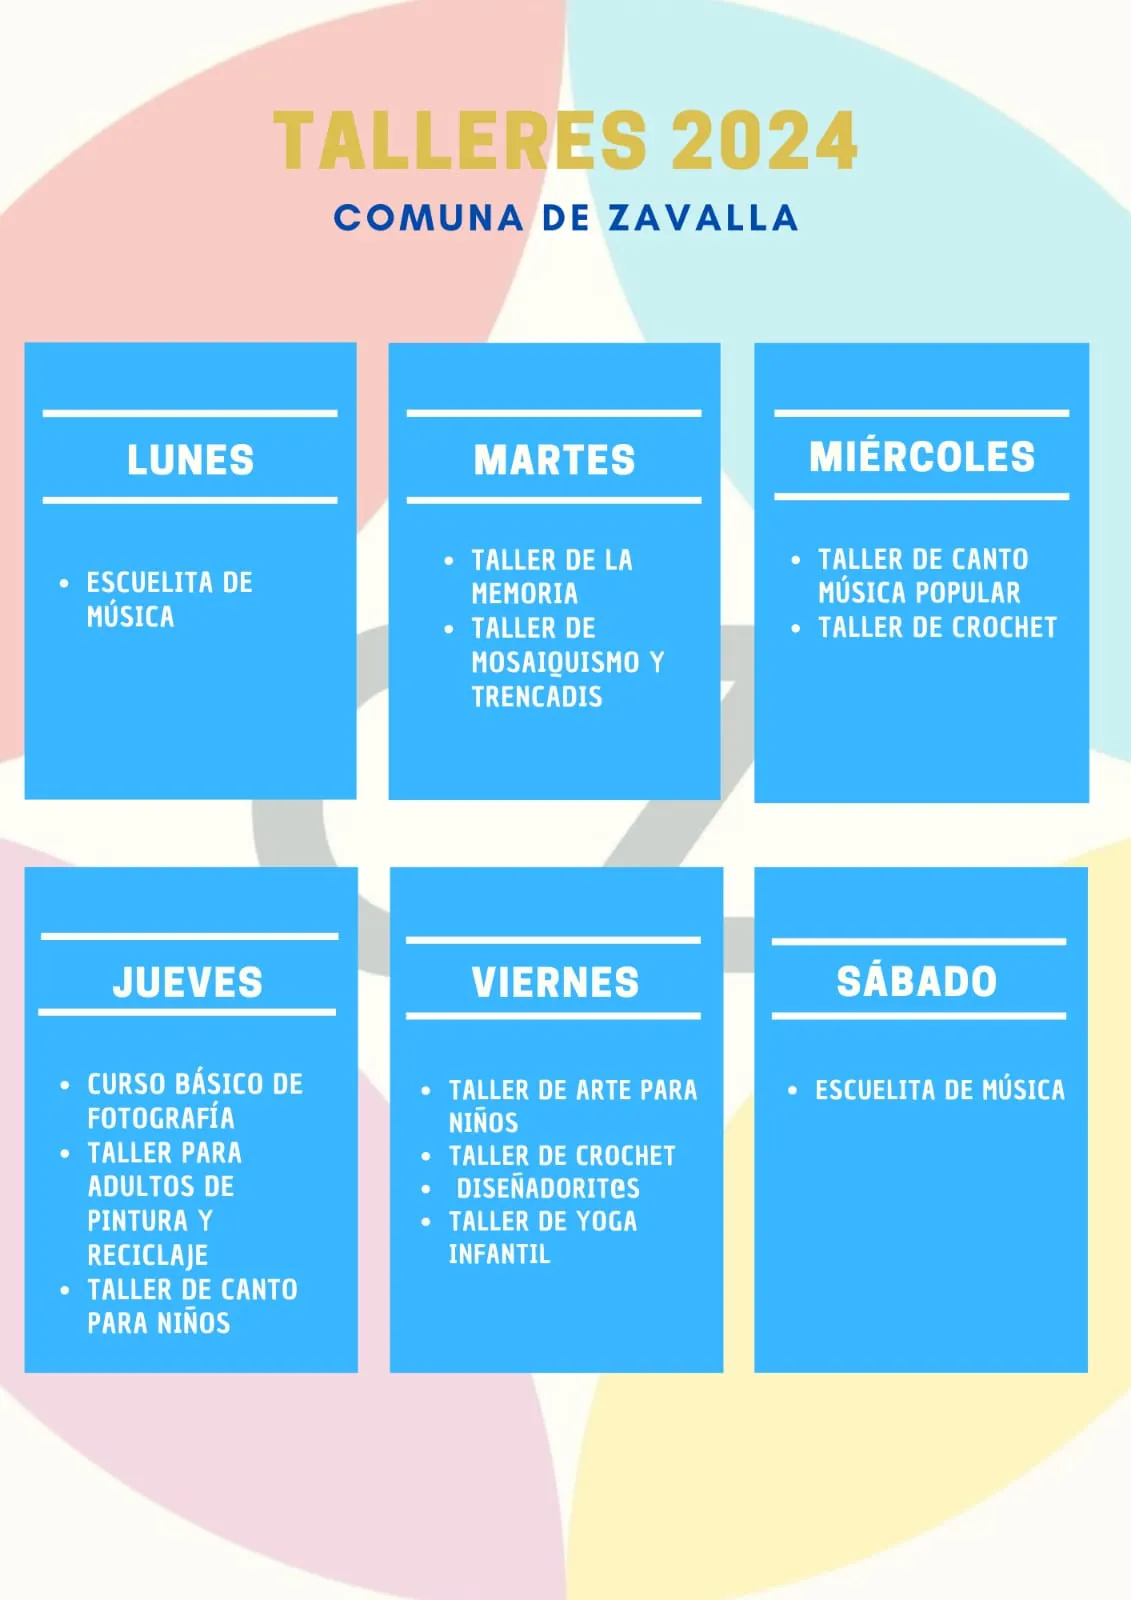 TALLERES 2024
COMUNA DE ZAVALLA
LUNES
• ESCUELITA DE
MÚSICA
MARTES
• TALLER DE LA
MEMORIA
• TALLER DE
MOSAIQUISMO Y
TRENCADIS
MIÉRCOLES
• TALLER DE CANTO
MÚSICA POPULAR
• TALLER DE CROCHET
JUEVES
• CURSO BÁSICO DE
FOTOGRAFÍA
• TALLER PARA
ADULTOS DE
PINTURA Y
RECICLAJE
• TALLER DE CANTO
PARA NIÑOS
VIERNES
• TALLER DE ARTE PARA
NIÑOS
• TALLER DE CROCHET
• DISEÑADORIT@S
• TALLER DE YOGA
INFANTIL
SÁBADO
• ESCUELITA DE MÚSICA